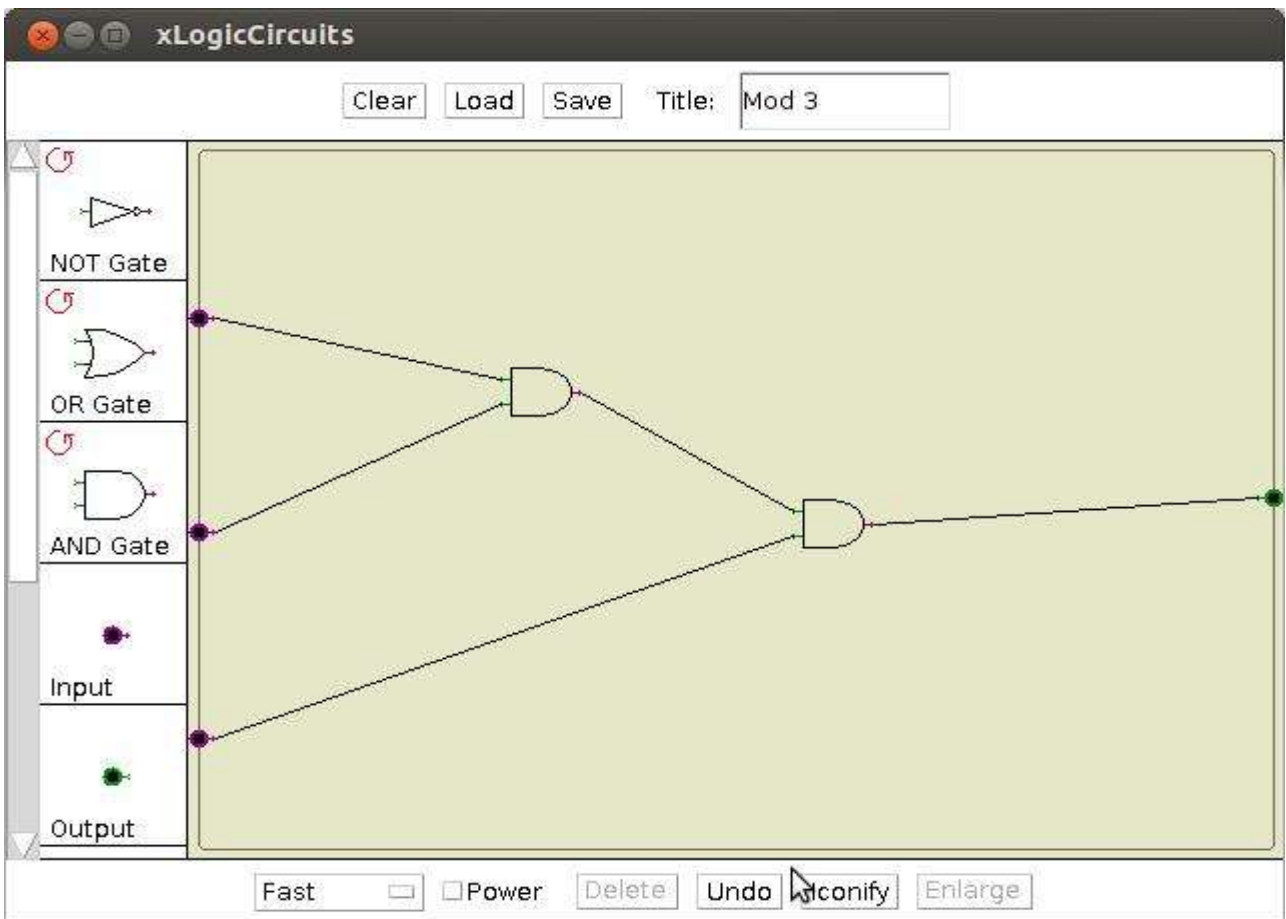 xLogicCircuits
Clear Load Save Title: Mod 3
NOT Gate
OR Gate
AND Gate
Input
Output
Fast Power Delete Undo Iconify Enlarge